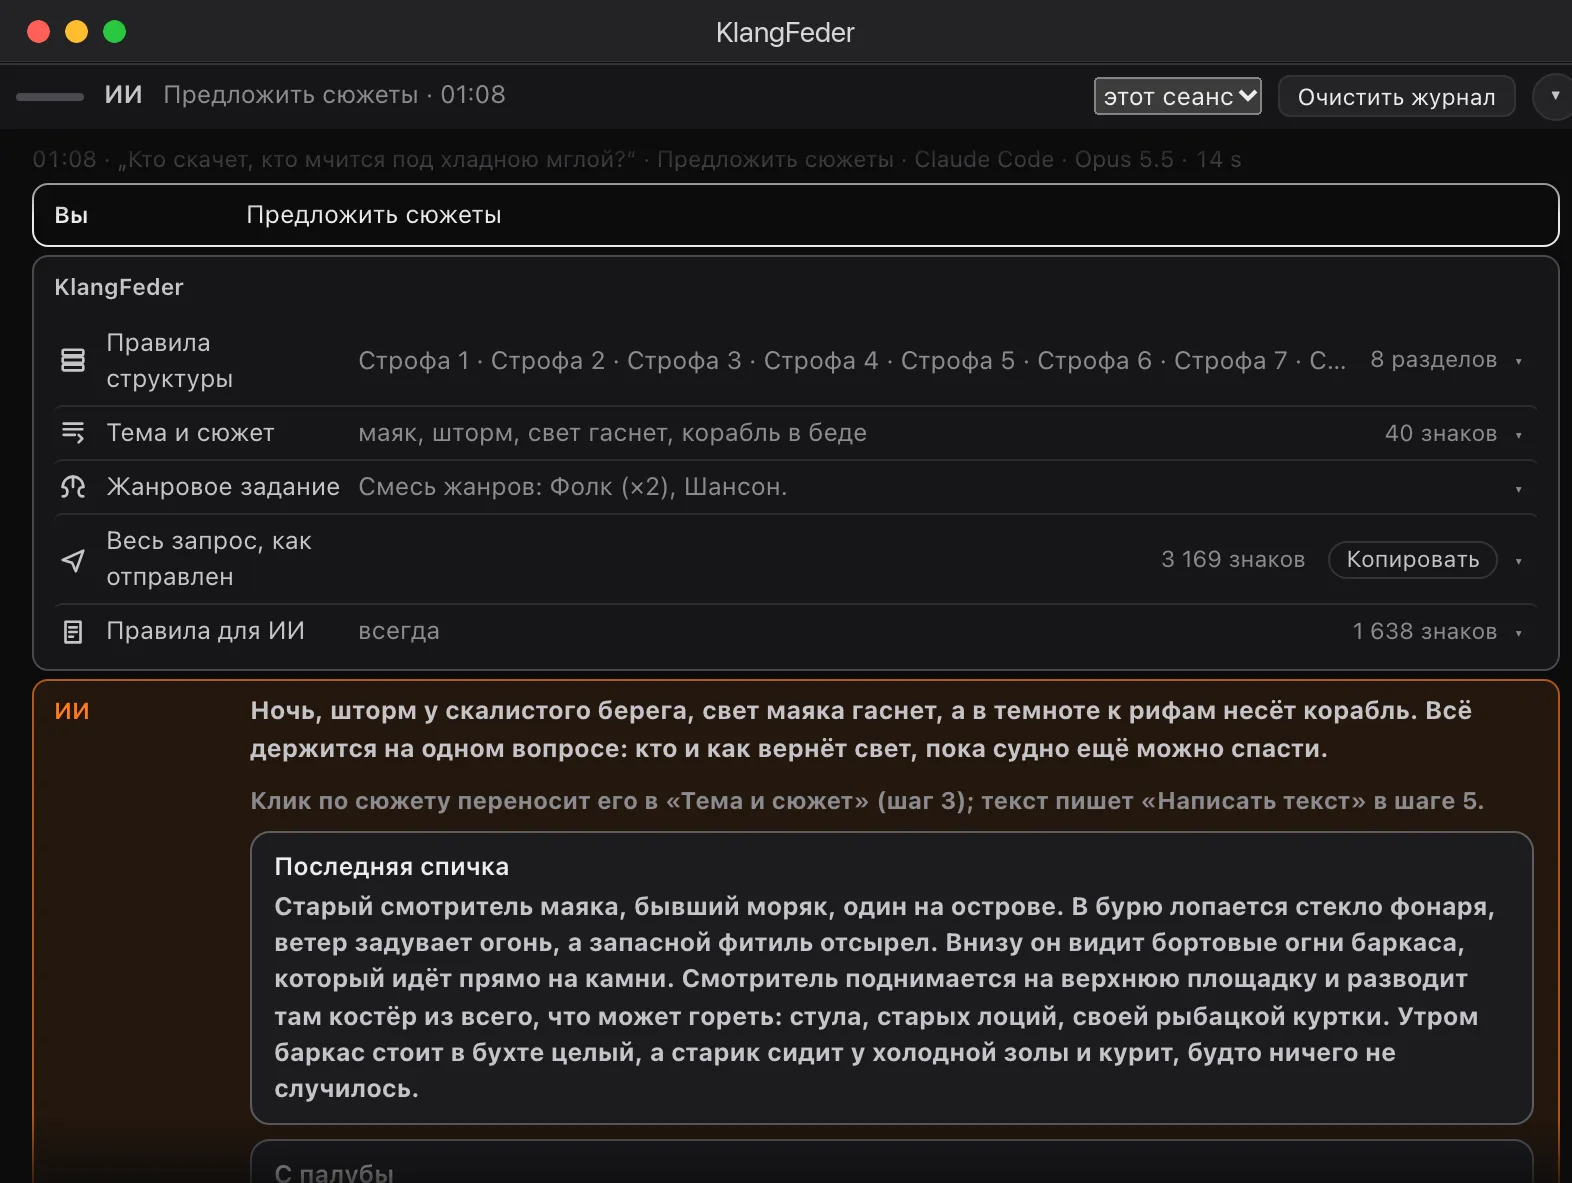 KlangFeder
ИИ Предложить сюжеты · 01:08 этот сеанс Очистить журнал
01:08 · „Кто скачет, кто мчится под хладною мглой?“ · Предложить сюжеты · Claude Code · Opus 5.5 · 14 s
Вы Предложить сюжеты
KlangFeder
Правила
структуры
Строфа 1 · Строфа 2 · Строфа 3 · Строфа 4 · Строфа 5 · Строфа 6 · Строфа 7 · С... 8 разделов
Тема и сюжет маяк, шторм, свет гаснет, корабль в беде 40 знаков
Жанровое задание Смесь жанров: Фолк (×2), Шансон.
Весь запрос, как
отправлен
3 169 знаков Копировать
Правила для ИИ всегда 1 638 знаков
ИИ Ночь, шторм у скалистого берега, свет маяка гаснет, а в темноте к рифам несёт корабль. Всё
держится на одном вопросе: кто и как вернёт свет, пока судно ещё можно спасти.
Клик по сюжету переносит его в «Тема и сюжет» (шаг 3); текст пишет «Написать текст» в шаге 5.
Последняя спичка
Старый смотритель маяка, бывший моряк, один на острове. В бурю лопается стекло фонаря,
ветер задувает огонь, а запасной фитиль отсырел. Внизу он видит бортовые огни баркаса,
который идёт прямо на камни. Смотритель поднимается на верхнюю площадку и разводит
там костёр из всего, что может гореть: стула, старых лоций, своей рыбацкой куртки. Утром
баркас стоит в бухте целый, а старик сидит у холодной золы и курит, будто ничего не
случилось.
С палубы